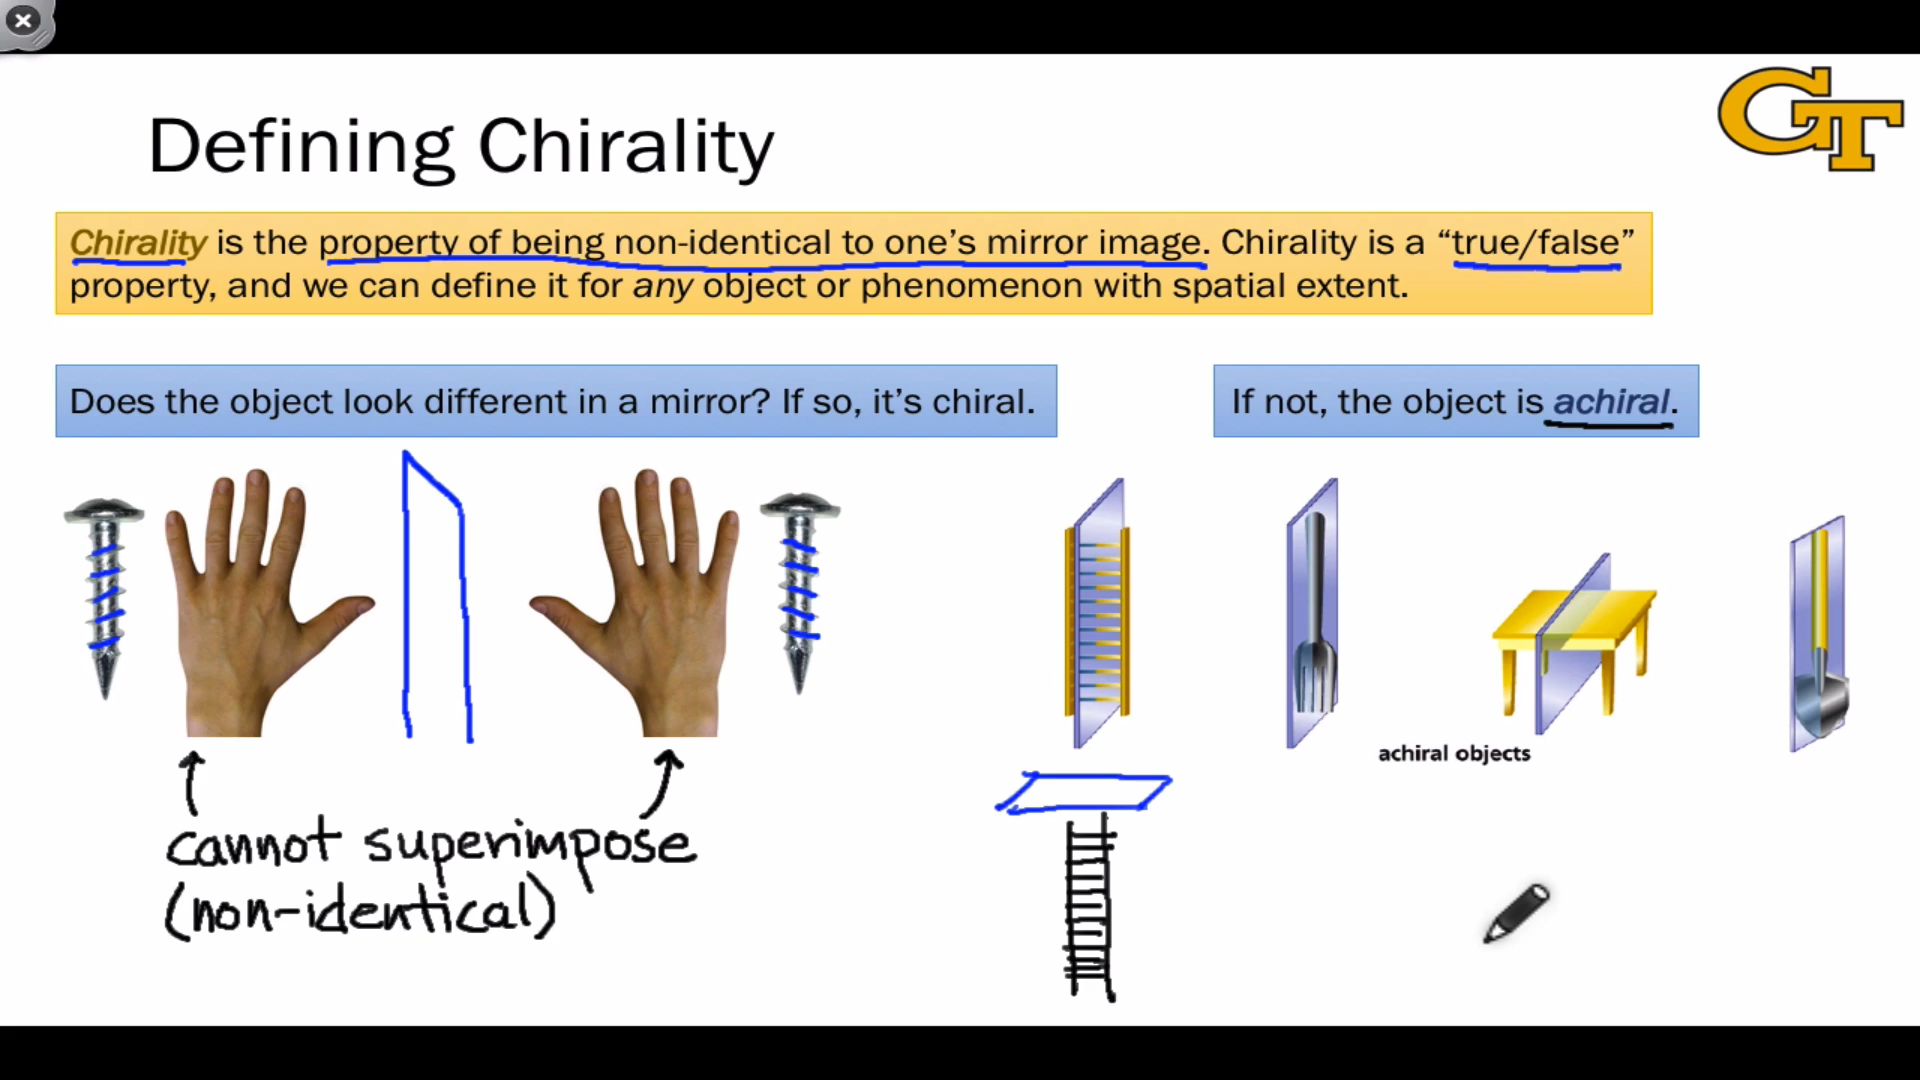 GT
Defining Chirality
Chirality is the property of being non-identical to one's mirror image. Chirality is a “true/false”
property, and we can define it for any object or phenomenon with spatial extent.
Does the object look different in a mirror? If so, it's chiral.
If not, the object is achiral.
achiral objects
cannot superimpose
(non-identical)